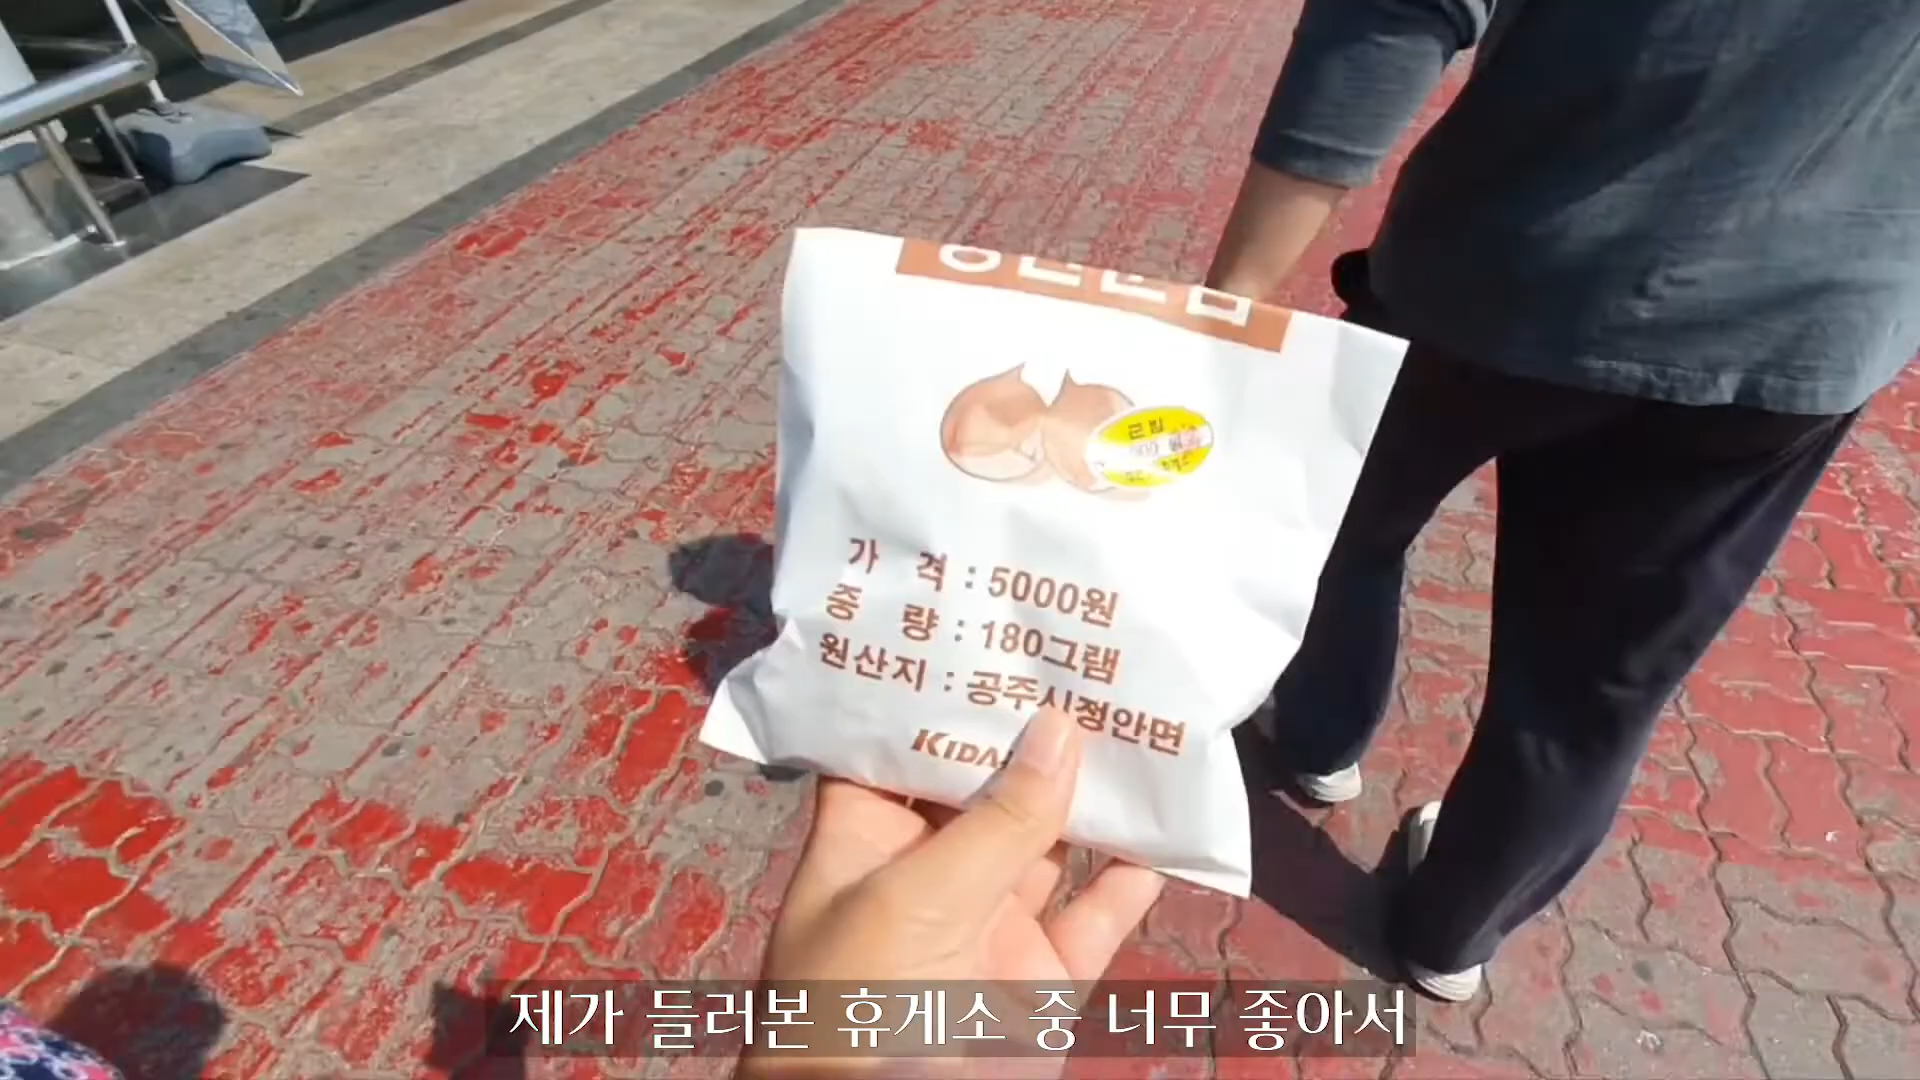 가 격 : 5000원
중 량 : 180그램
원산지 : 공주시정안면
제가 들러본 휴게소 중 너무 좋아서